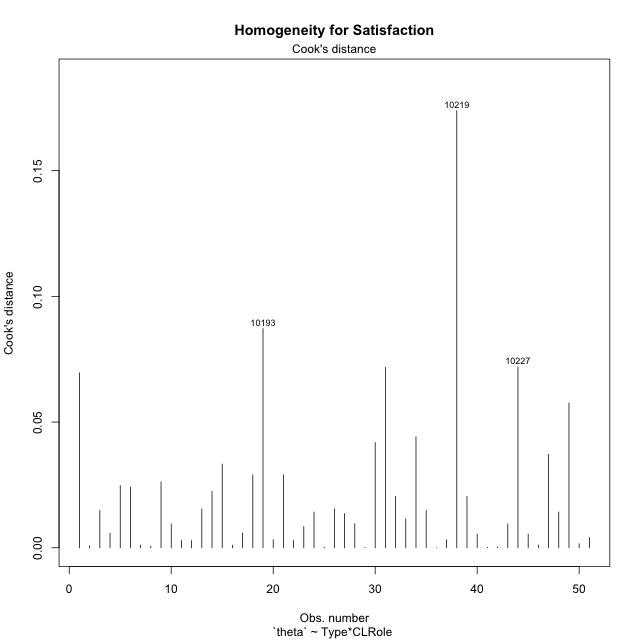 Homogeneity for Satisfaction
Cook's distance
10219
0.15
Cook's distance
0.10
10193
10227
0.05
0.00
0 10 20 30 40 50
Obs. number
`theta` ~ Type*CLRole